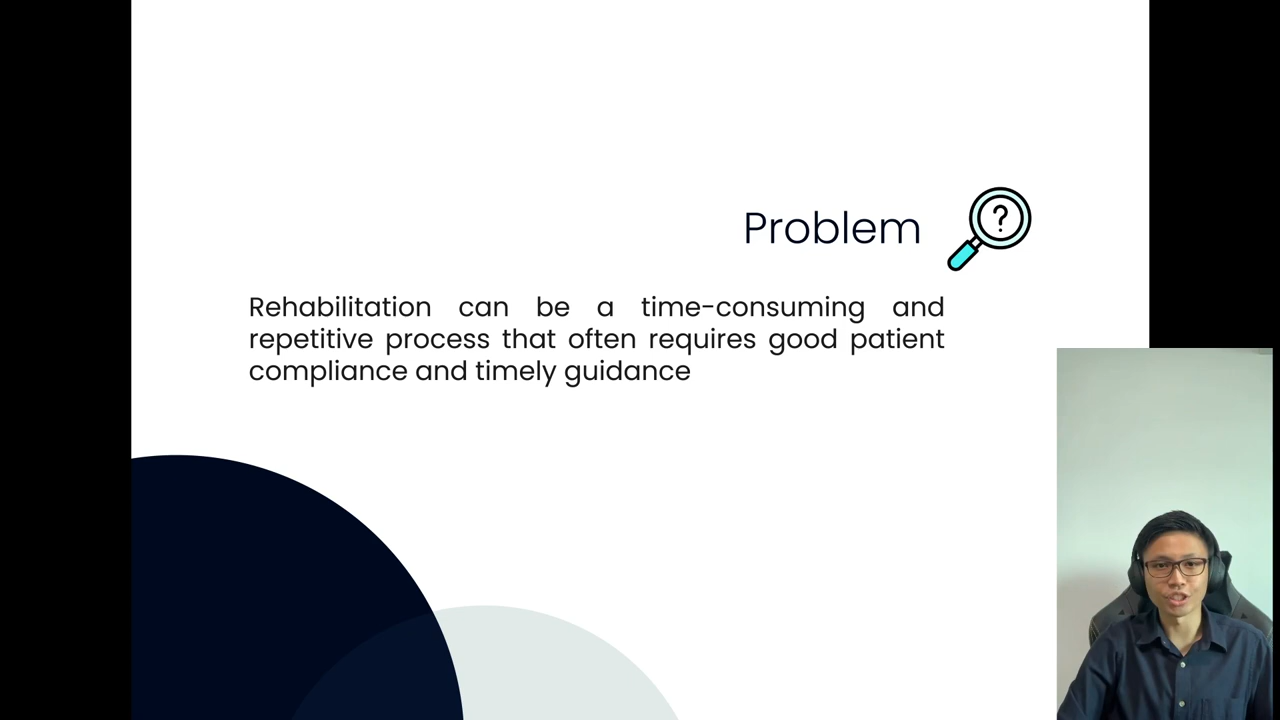 Problem
?
Rehabilitation can be a time-consuming and
repetitive process that often requires good patient
compliance and timely guidance